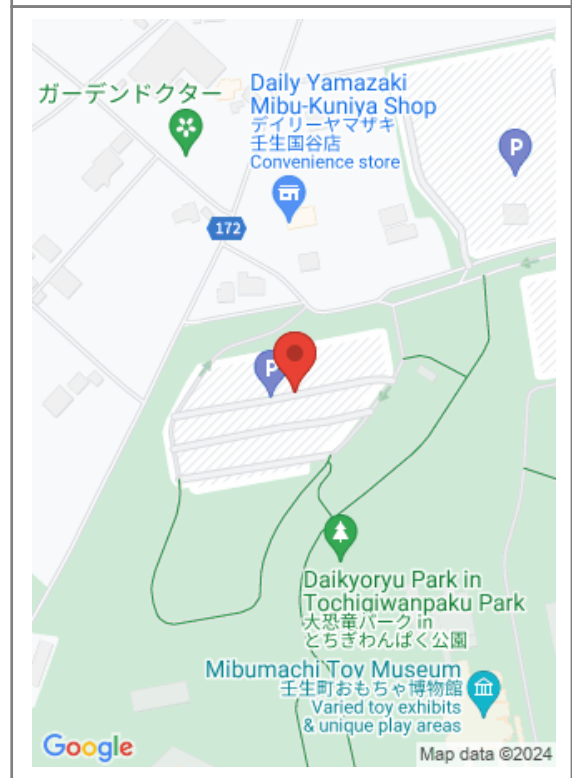 ガーデンドクター
Daily Yamazaki
Mibu-Kuniya Shop
デイリーヤマザキ
壬生国谷店
Convenience store
P
172
P
Daikyoryu Park in
Tochigiwanpaku Park
大恐竜パーク in
とちぎわんぱく公園
Mibumachi Toy Museum
壬生町おもちゃ博物館
Varied toy exhibits
& unique play areas
Google
Map data ©2024